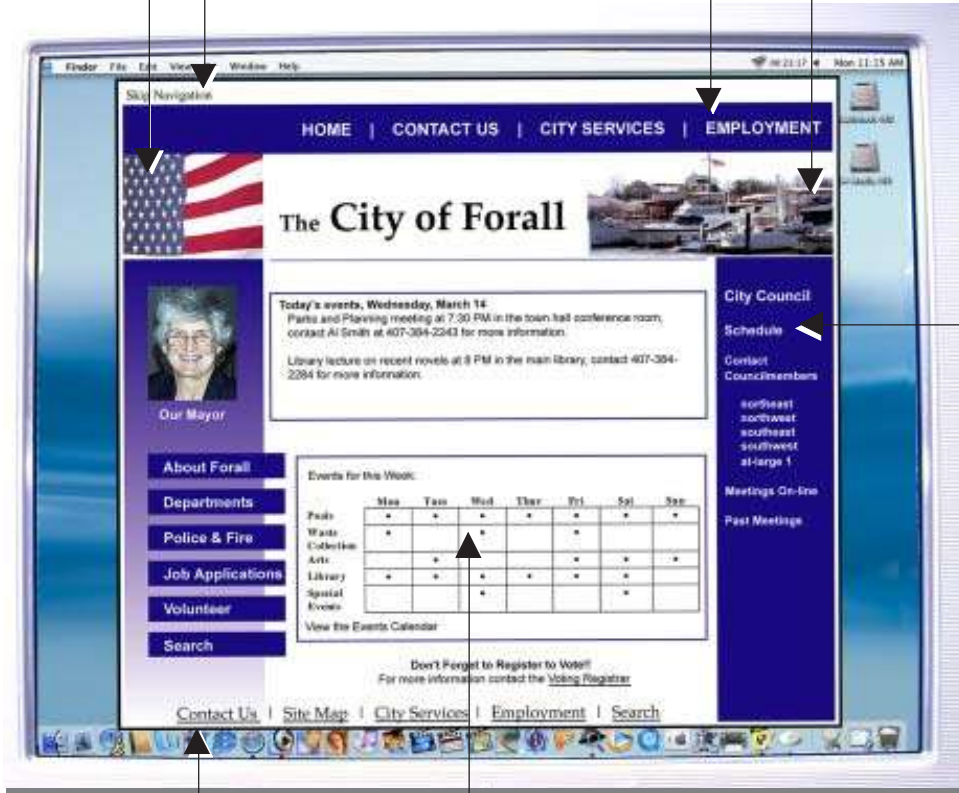 Finder File Edit View Window Help
Mon 11:15 AM
Skip Navigation
HOME | CONTACT US | CITY SERVICES | EMPLOYMENT
The City of Forall
Today's events, Wednesday, March 14
Parks and Planning meeting at 7:30 PM in the town hall conference room,
contact Al Smith at 407-384-2243 for more information.
Library lecture on recent novels at 8 PM in the main library, contact 407-384-
2284 for more information.
Our Mayor
City Council
Schedule
Contact
Councilmembers
northeast
northwest
southeast
southwest
at-large 1
Meetings On-line
Past Meetings
About Forall
Departments
Police & Fire
Job Applications
Volunteer
Search
Events for this Week:
Mon Tues Wed Thur Fri Sat Sun
Pools
Waste
Collection
Arts
Library
Special
Events
View the Events Calendar
Don't Forget to Register to Vote!!
For more information contact the Voting Registrar
Contact Us | Site Map | City Services | Employment | Search